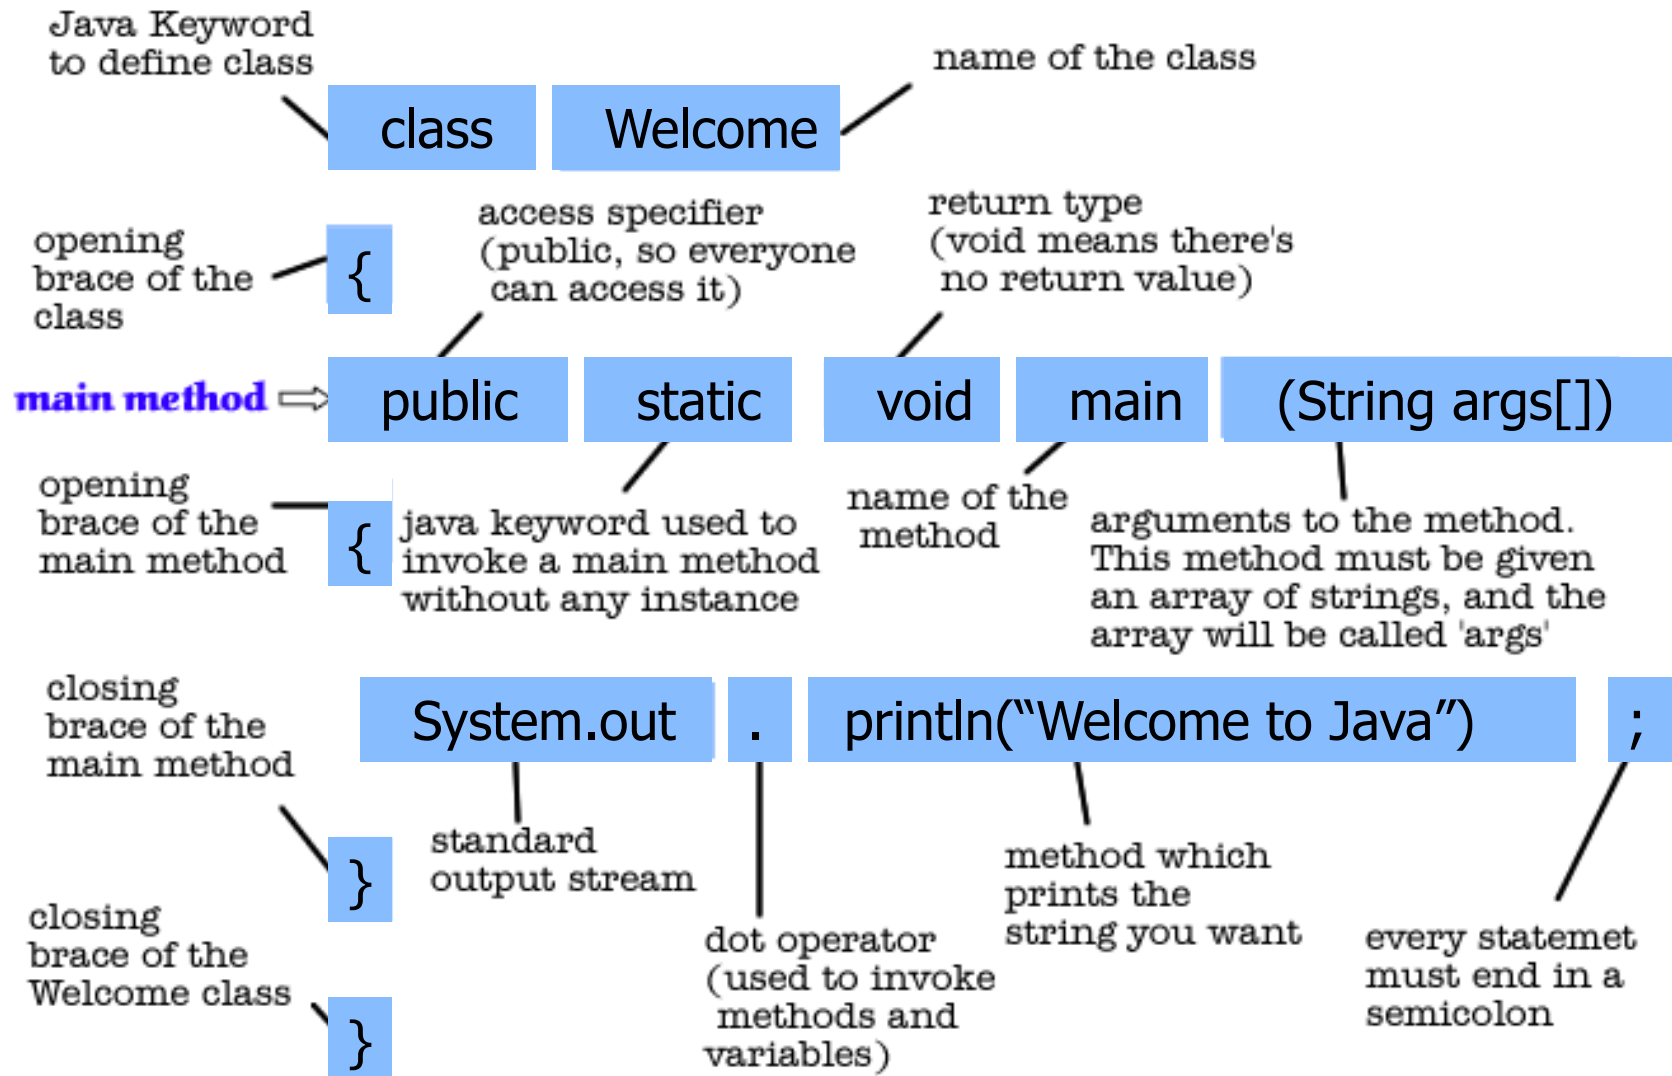 Java Keyword
to define class
name of the class
class Welcome
opening
brace of the
class
{
access specifier
(public, so everyone
can access it)
return type
(void means there's
no return value)
main method
public static void main (String args[])
opening
brace of the
main method
{
java keyword used to
invoke a main method
without any instance
name of the
method
arguments to the method.
This method must be given
an array of strings, and the
array will be called 'args'
closing
brace of the
main method
System.out . println(“Welcome to Java”) ;
}
standard
output stream
dot operator
(used to invoke
methods and
variables)
method which
prints the
string you want
every statemet
must end in a
semicolon
closing
brace of the
Welcome class
}